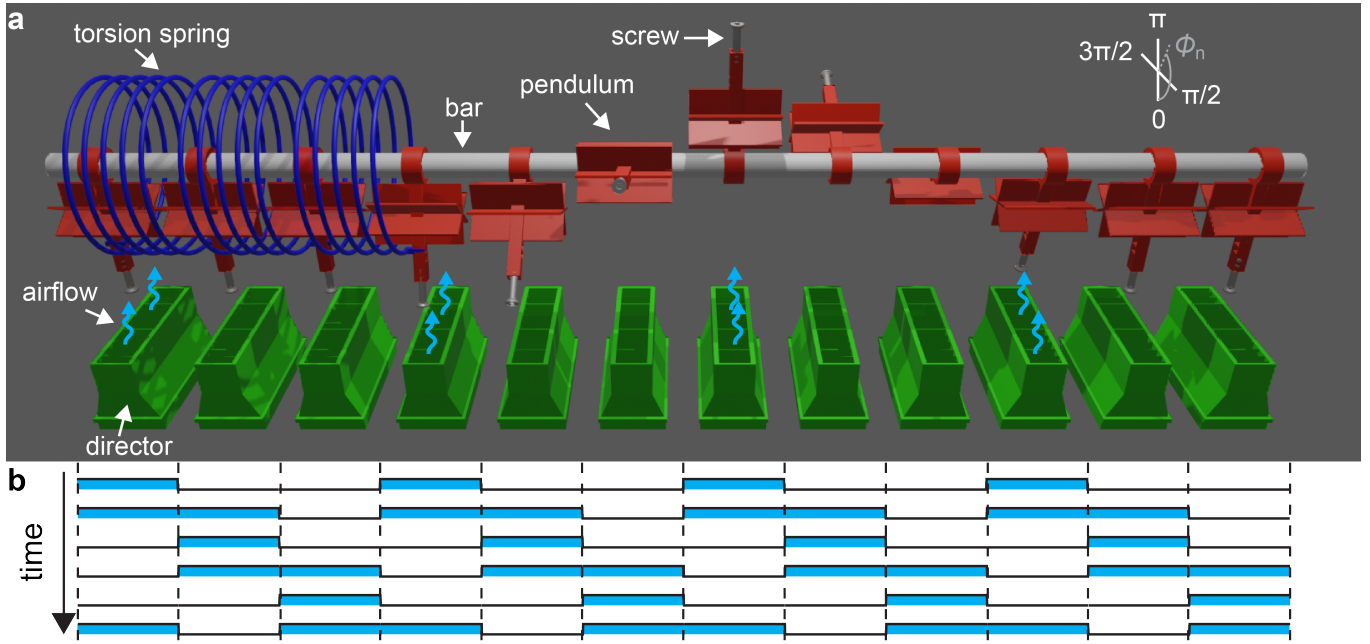 a
torsion spring
screw
pendulum
bar
π
3π/2
ϕn
π/2
0
airflow
director
b
time